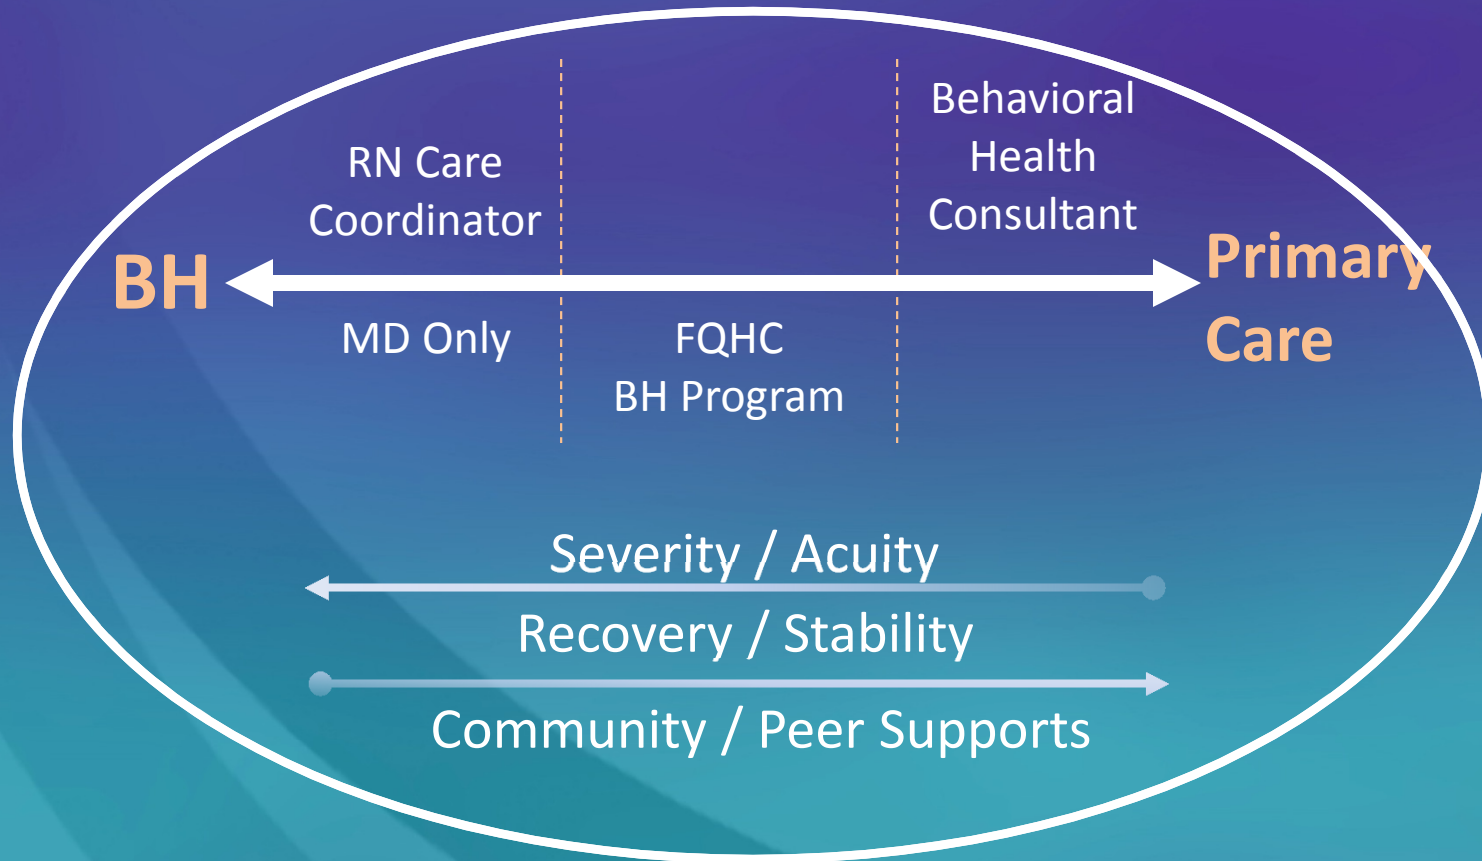 RN Care
Coordinator
Behavioral
Health
Consultant
BH
Primary
Care
MD Only
FQHC
BH Program
Severity / Acuity
Recovery / Stability
Community / Peer Supports